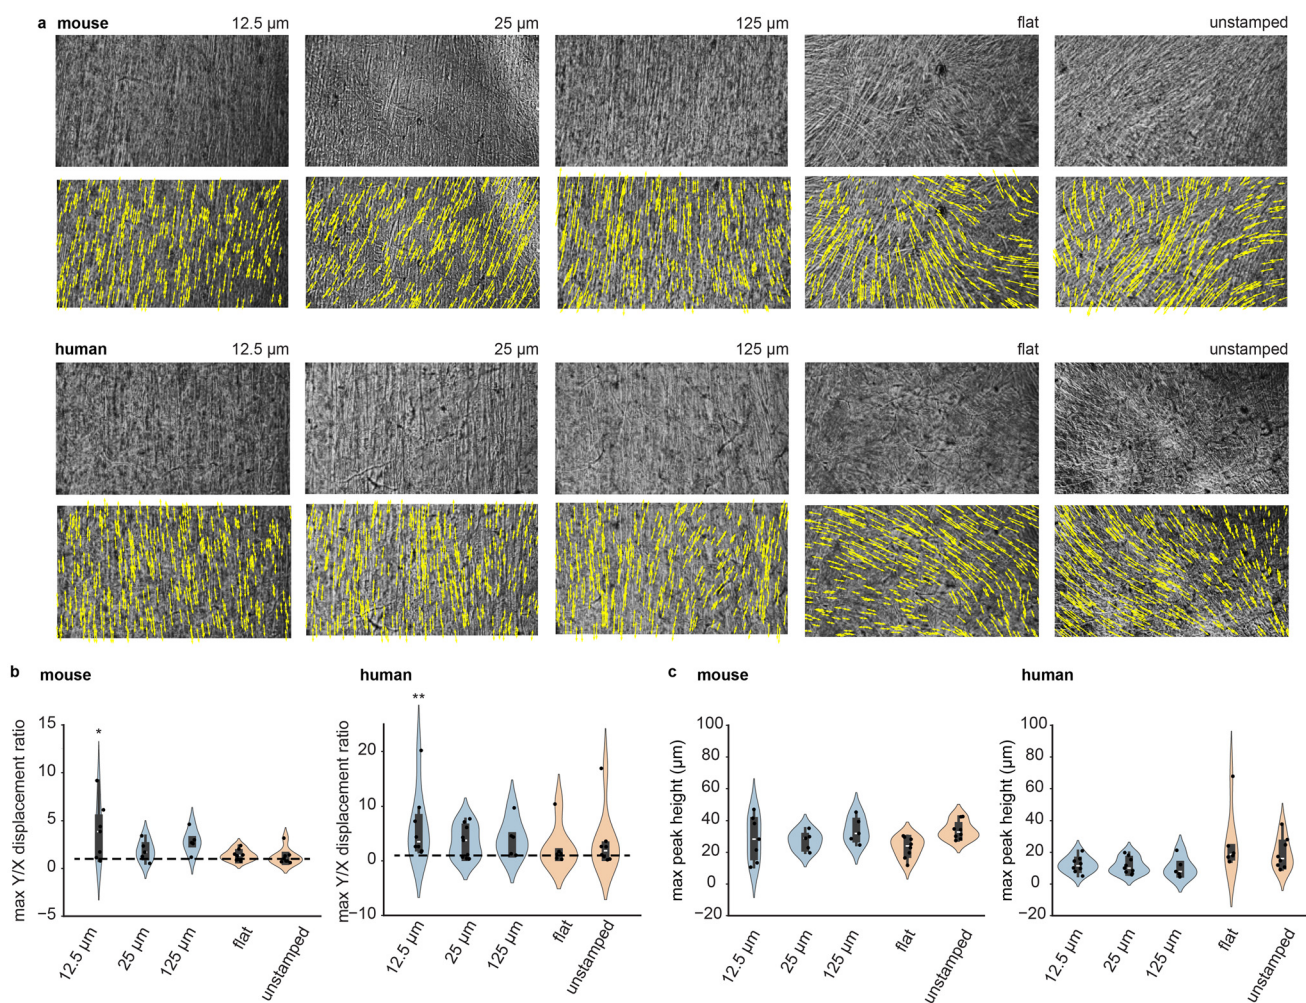 a mouse 12.5 µm 25 µm 125 µm flat unstamped
human 12.5 µm 25 µm 125 µm flat unstamped
b mouse human c mouse human
max Y/X displacement ratio
15
10
5
0
−5
*
12.5 µm 25 µm 125 µm flat unstamped
max Y/X displacement ratio
20
10
0
−10
**
12.5 µm 25 µm 125 µm flat unstamped
max peak height (µm)
100
80
60
40
20
0
−20
12.5 µm 25 µm 125 µm flat unstamped
max peak height (µm)
100
80
60
40
20
0
−20
12.5 µm 25 µm 125 µm flat unstamped